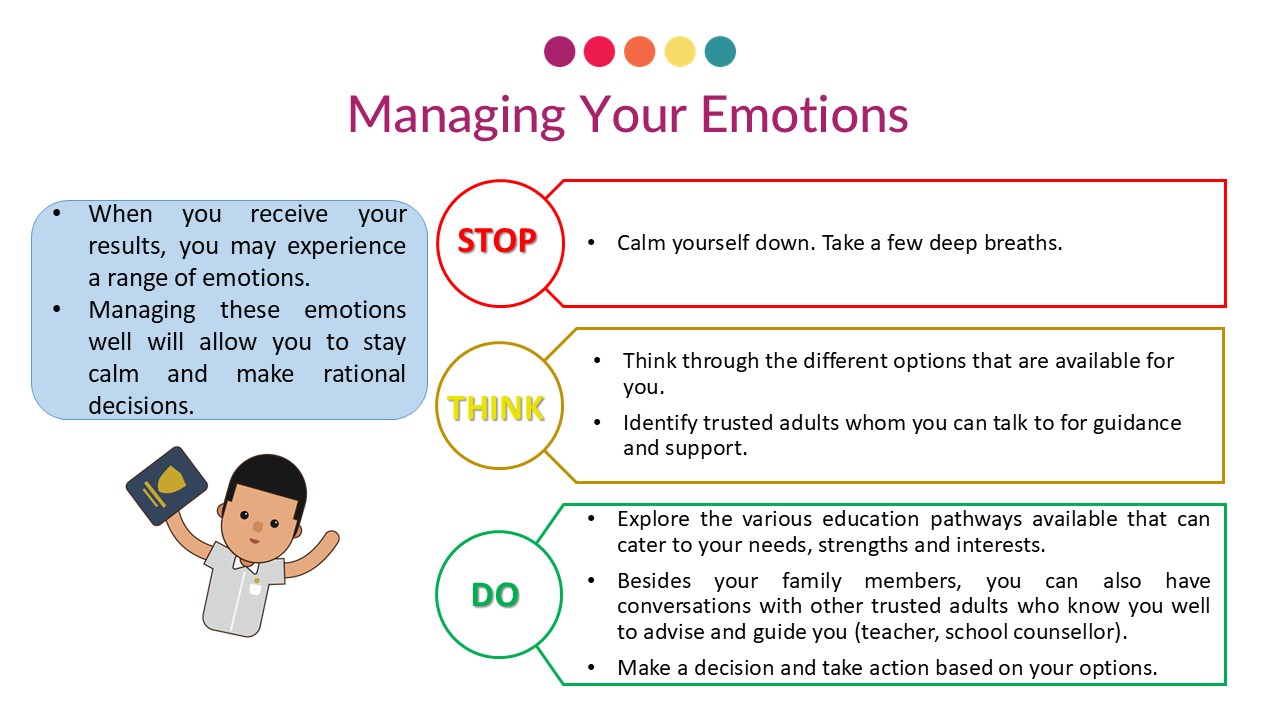 Managing Your Emotions
• When you receive your
results, you may experience
a range of emotions.
• Managing these emotions
well will allow you to stay
calm and make rational
decisions.
STOP
• Calm yourself down. Take a few deep breaths.
THINK
• Think through the different options that are available for
you.
• Identify trusted adults whom you can talk to for guidance
and support.
DO
• Explore the various education pathways available that can
cater to your needs, strengths and interests.
• Besides your family members, you can also have
conversations with other trusted adults who know you well
to advise and guide you (teacher, school counsellor).
• Make a decision and take action based on your options.